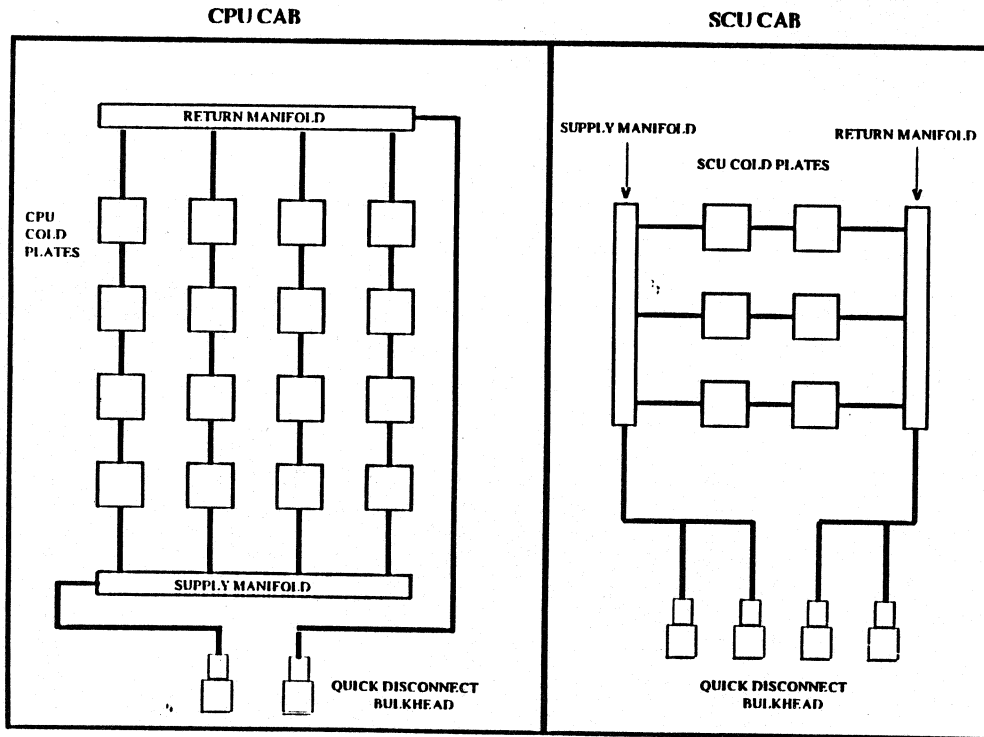 CPU CAB
SCU CAB
RETURN MANIFOLD
CPU
COLD
PLATES
SUPPLY MANIFOLD
QUICK DISCONNECT
BULKHEAD
SUPPLY MANIFOLD
RETURN MANIFOLD
SCU COLD PLATES
QUICK DISCONNECT
BULKHEAD